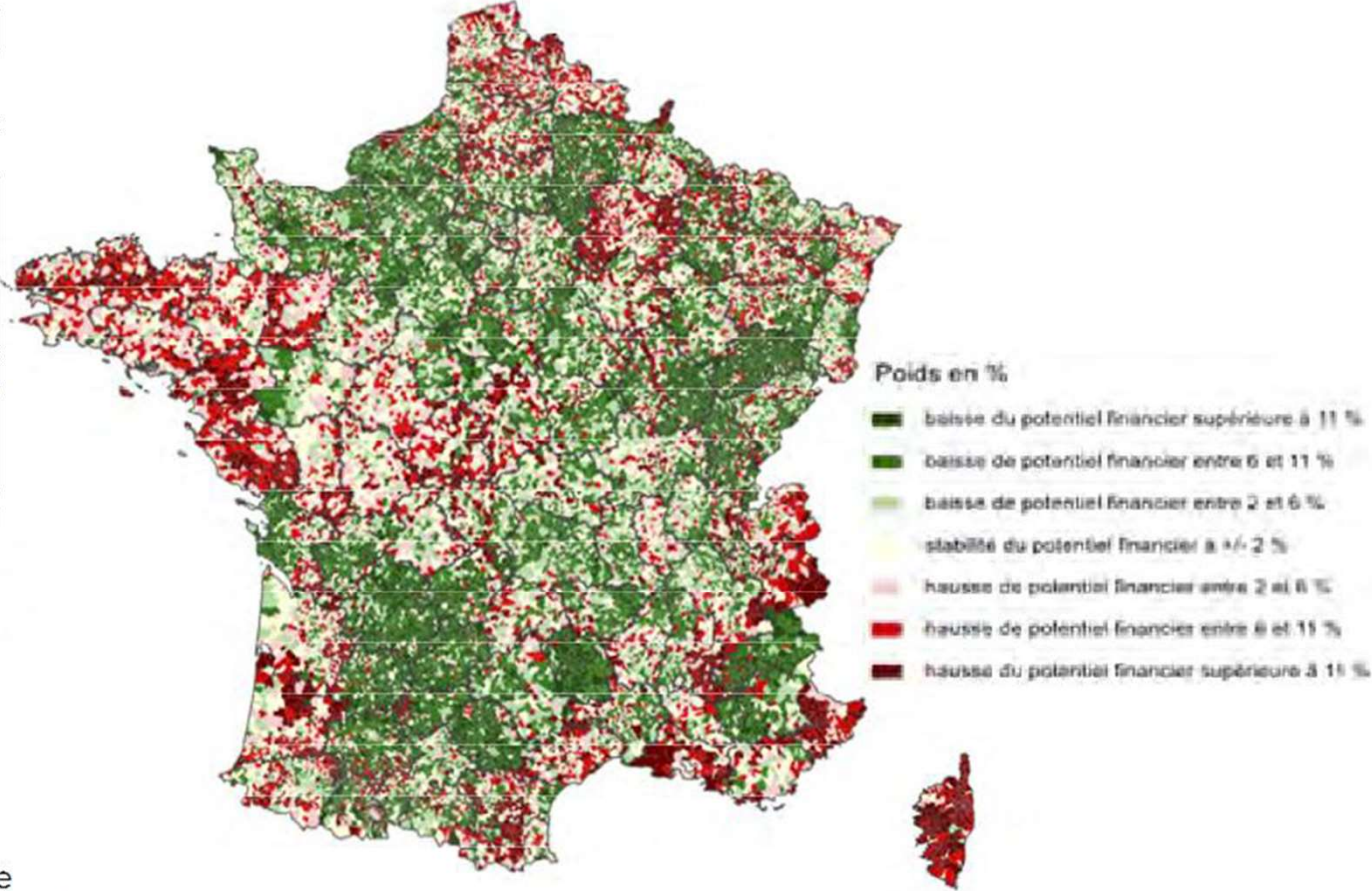 Poids en %
baisse du potentiel financier supérieure à 11 %
baisse de potentiel financier entre 6 et 11 %
baisse de potentiel financier entre 2 et 6 %
stabilité du potentiel financier à +/- 2 %
hausse de potentiel financier entre 2 et 6 %
hausse de potentiel financier entre 6 et 11 %
hausse du potentiel financier supérieure à 11 %
e